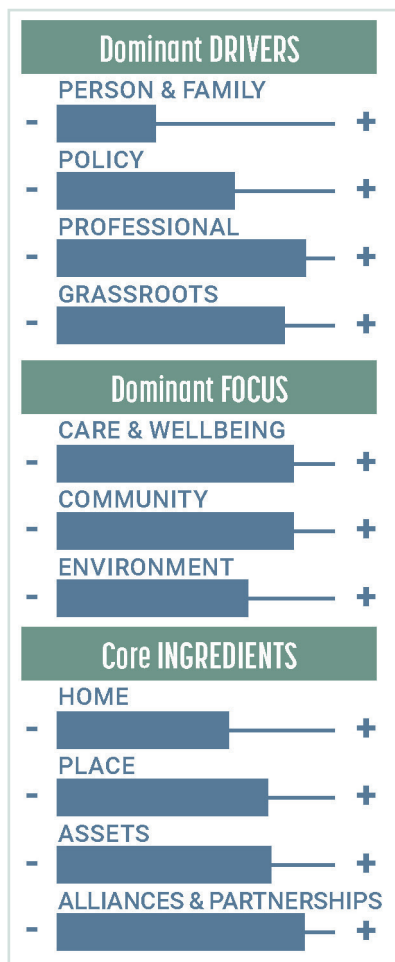 Dominant DRIVERS
PERSON & FAMILY
- +
POLICY
- +
PROFESSIONAL
- +
GRASSROOTS
- +
Dominant FOCUS
CARE & WELLBEING
- +
COMMUNITY
- +
ENVIRONMENT
- +
Core INGREDIENTS
HOME
- +
PLACE
- +
ASSETS
- +
ALLIANCES & PARTNERSHIPS
- +